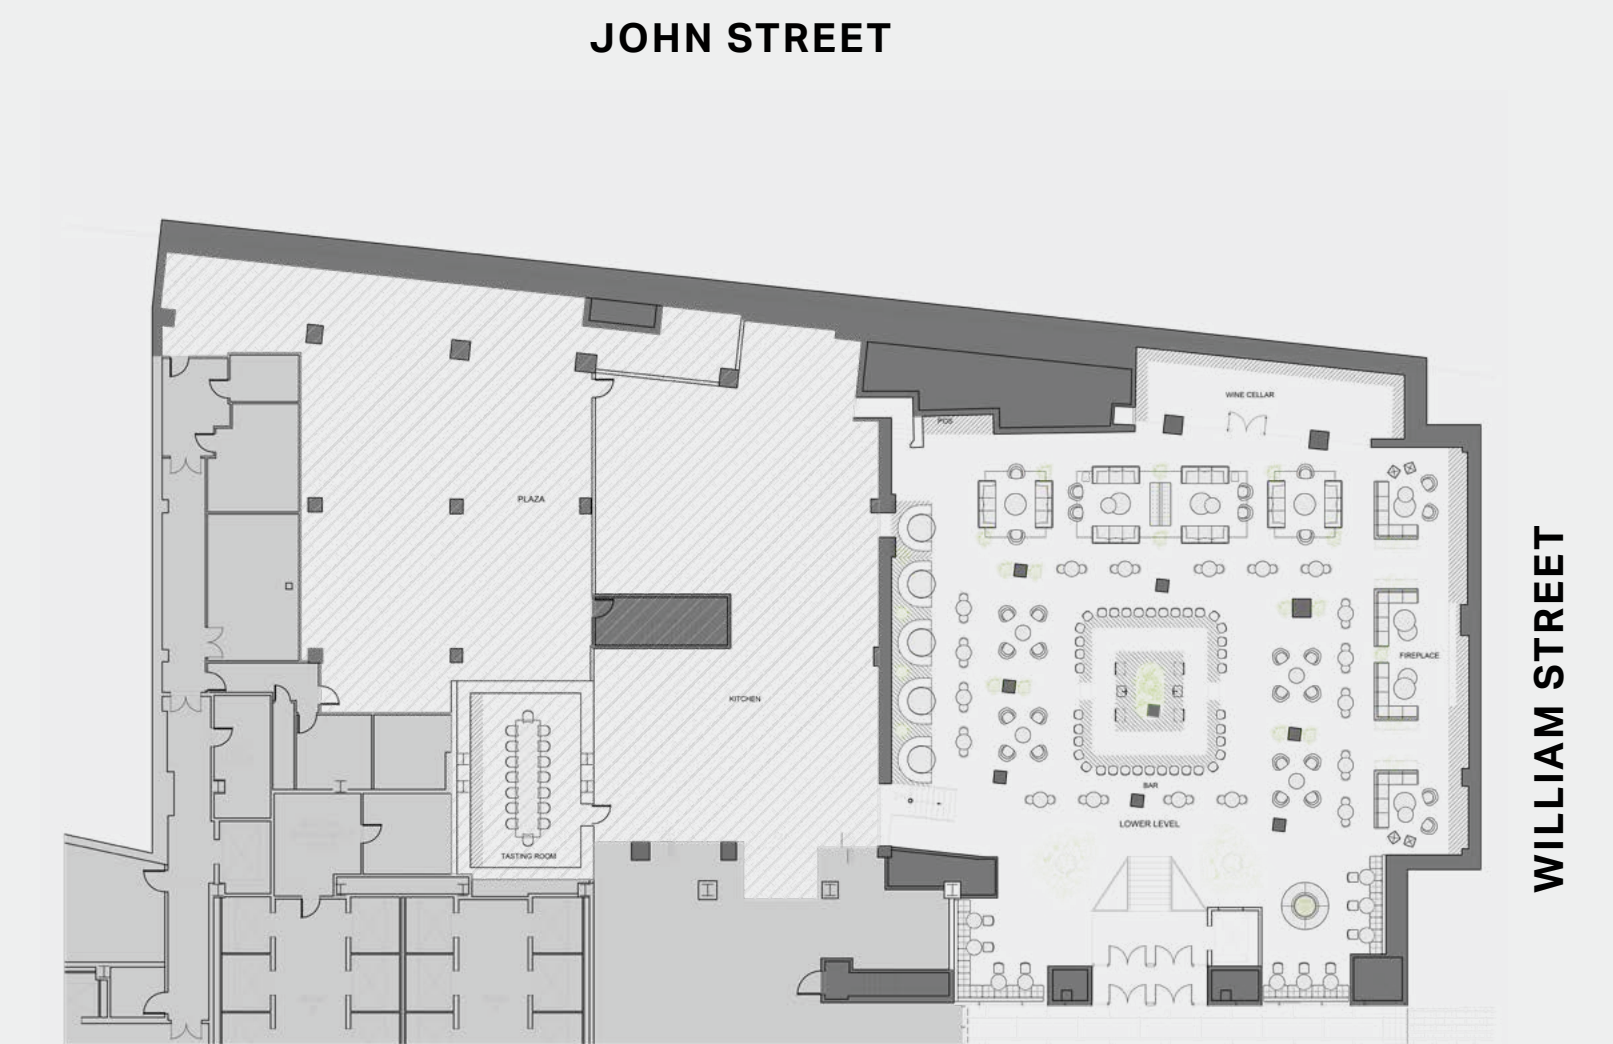 JOHN STREET
WINE CELLAR
POS
PLAZA
WILLIAM STREET
FIREPLACE
KITCHEN
BAR
LOWER LEVEL
TASTING ROOM